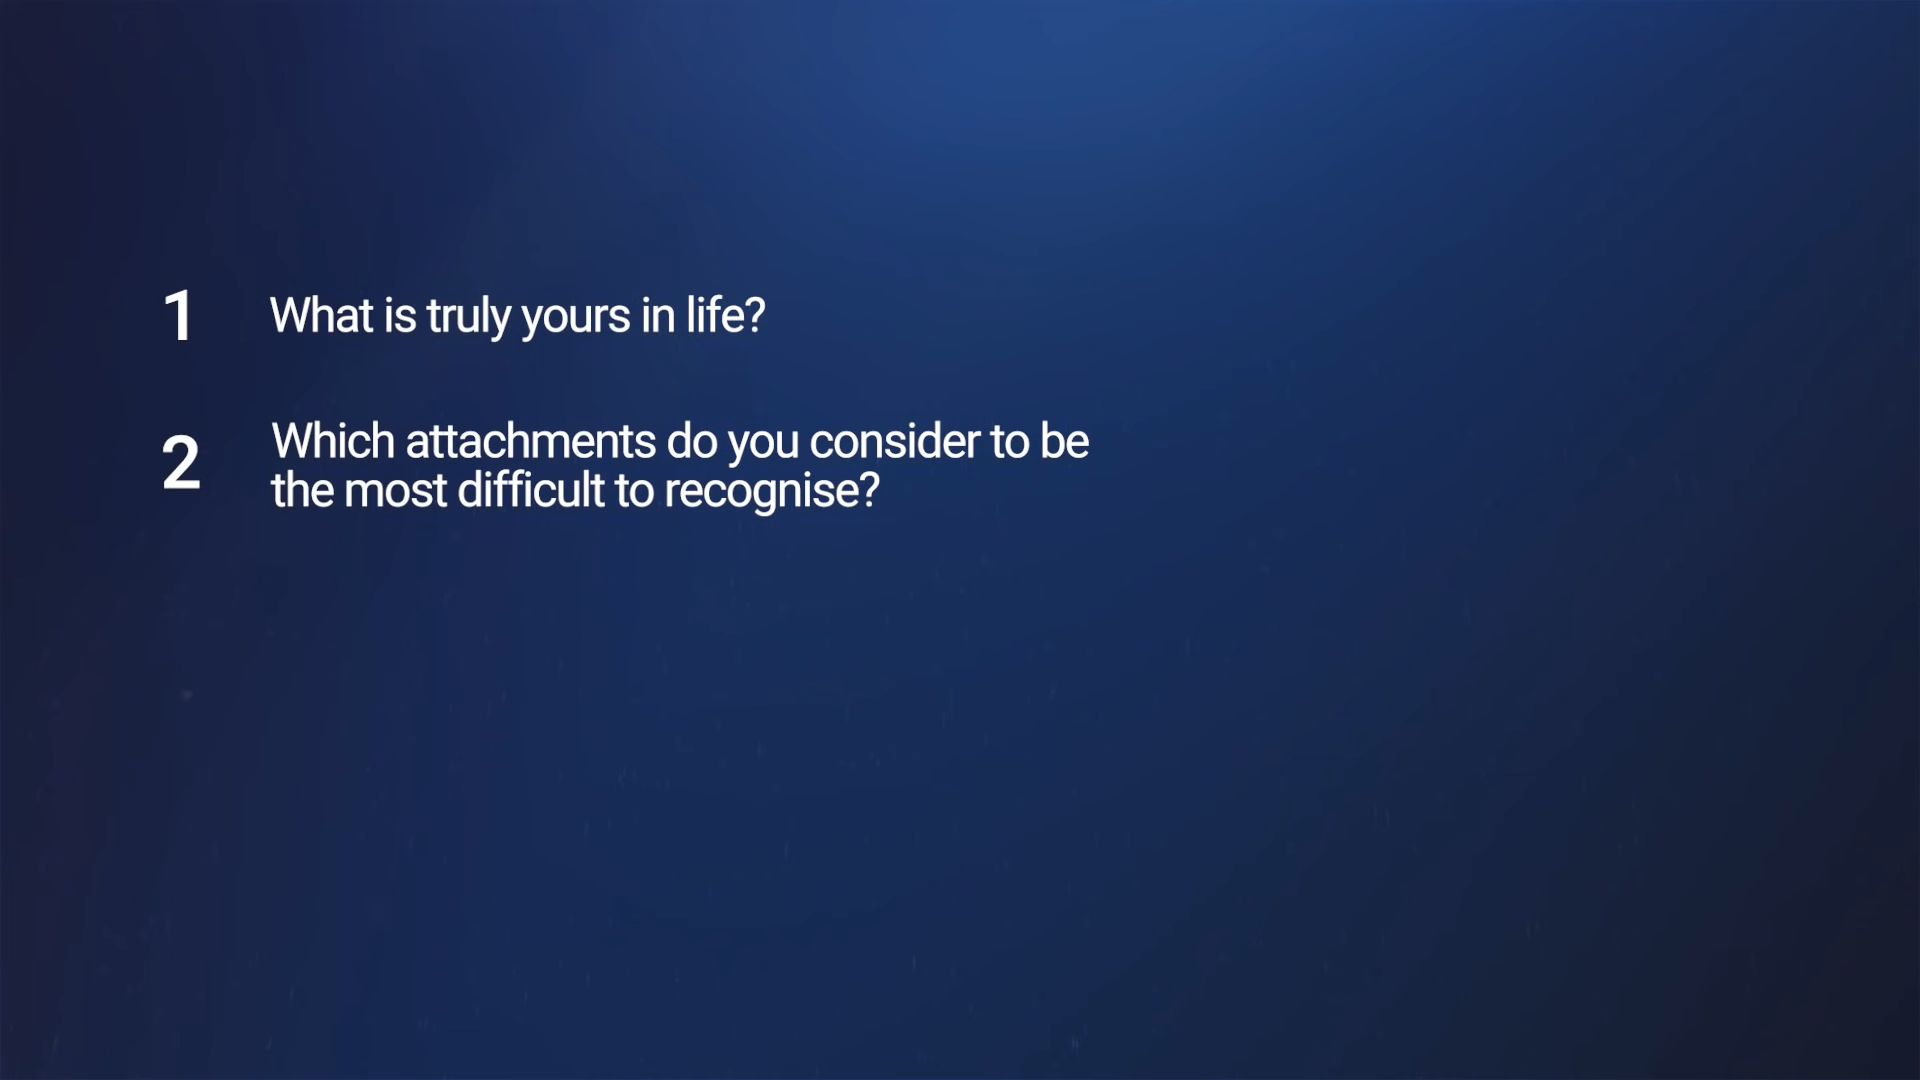 1 What is truly yours in life?
2 Which attachments do you consider to be
the most difficult to recognise?